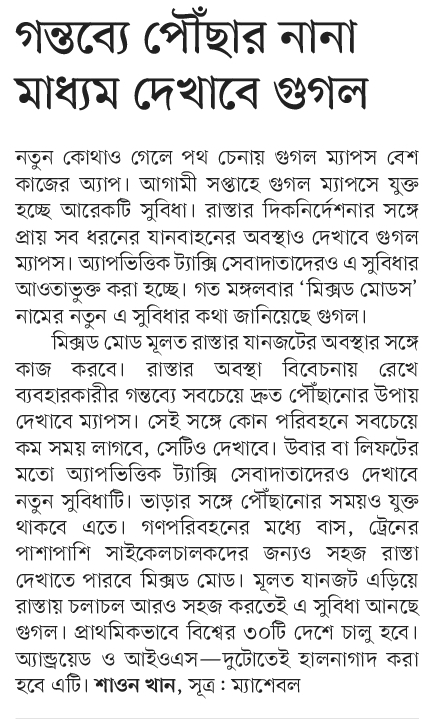 গন্তব্যে পৌঁছার নানা
মাধ্যম দেখাবে গুগল
নতুন কোথাও গেলে পথ চেনায় গুগল ম্যাপস বেশ
কাজের অ্যাপ। আগামী সপ্তাহে গুগল ম্যাপসে যুক্ত
হচ্ছে আরেকটি সুবিধা। রাস্তার দিকনির্দেশনার সঙ্গে
প্রায় সব ধরনের যানবাহনের অবস্থাও দেখাবে গুগল
ম্যাপস। অ্যাপভিত্তিক ট্যাক্সি সেবাদাতাদেরও এ সুবিধার
আওতাভুক্ত করা হচ্ছে। গত মঙ্গলবার ‘মিক্সড মোডস’
নামের নতুন এ সুবিধার কথা জানিয়েছে গুগল।
মিক্সড মোড মূলত রাস্তার যানজটের অবস্থার সঙ্গে
কাজ করবে। রাস্তার অবস্থা বিবেচনায় রেখে
ব্যবহারকারীর গন্তব্যে সবচেয়ে দ্রুত পৌঁছানোর উপায়
দেখাবে ম্যাপস। সেই সঙ্গে কোন পরিবহনে সবচেয়ে
কম সময় লাগবে, সেটিও দেখাবে। উবার বা লিফটের
মতো অ্যাপভিত্তিক ট্যাক্সি সেবাদাতাদেরও দেখাবে
নতুন সুবিধাটি। ভাড়ার সঙ্গে পৌঁছানোর সময়ও যুক্ত
থাকবে এতে। গণপরিবহনের মধ্যে বাস, ট্রেনের
পাশাপাশি সাইকেলচালকদের জন্যও সহজ রাস্তা
দেখাতে পারবে মিক্সড মোড। মূলত যানজট এড়িয়ে
রাস্তায় চলাচল আরও সহজ করতেই এ সুবিধা আনছে
গুগল। প্রাথমিকভাবে বিশ্বের ৩০টি দেশে চালু হবে।
অ্যান্ড্রয়েড ও আইওএস—দুটোতেই হালনাগাদ করা
হবে এটি। শাওন খান, সূত্র : ম্যাশেবল